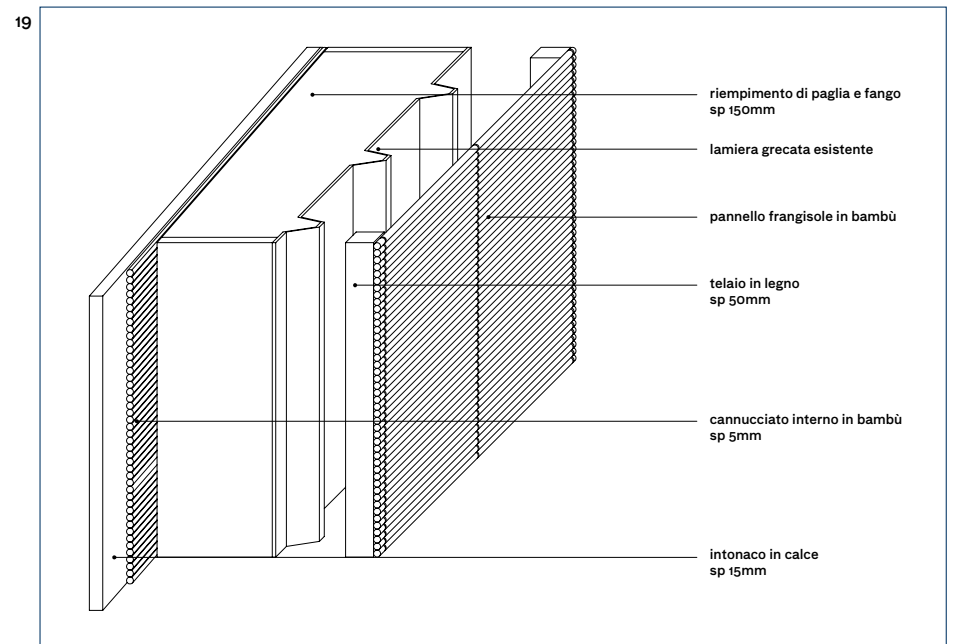 19
riempimento di paglia e fango
sp 150mm
lamiera grecata esistente
pannello frangisole in bambù
telaio in legno
sp 50mm
cannucciato interno in bambù
sp 5mm
intonaco in calce
sp 15mm